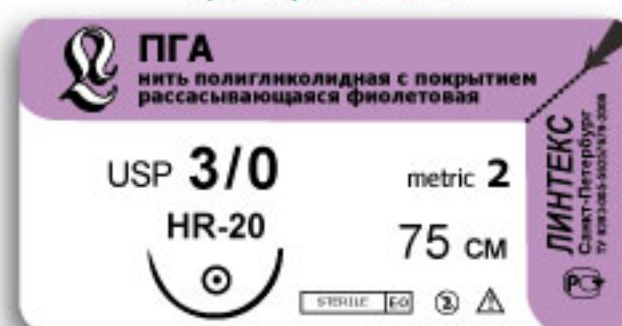 ПГА
нить полигликолидная с покрытием
рассасывающаяся фиолетовая
USP 3/0
metric 2
HR-20
75 см
STERILE EO
2
ЛИНТЕКС
Санкт-Петербург